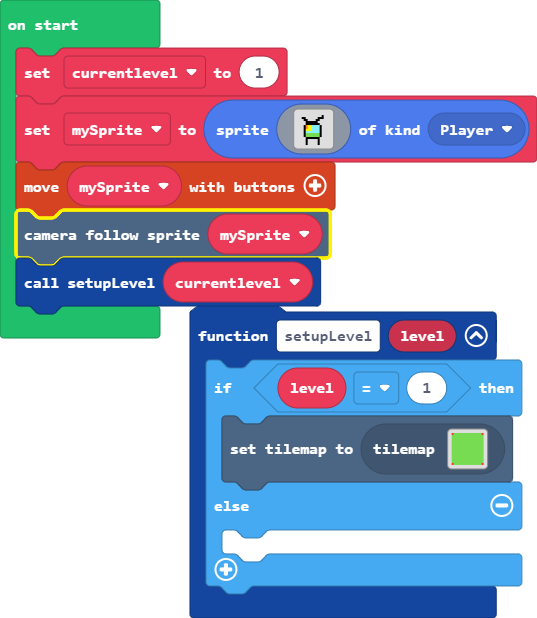 on start
set currentlevel to 1
set mySprite to sprite of kind Player
move mySprite with buttons
camera follow sprite mySprite
call setupLevel currentlevel
function setupLevel level
if level = 1 then
set tilemap to tilemap
else